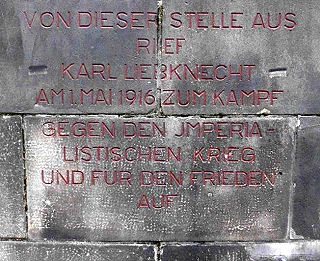 VON DIESER STELLE AUS
RIEF
KARL LIEBKNECHT
AM 1. MAI 1916 ZUM KAMPF
GEGEN DEN JMPERIA-
LISTISCHEN KRIEG
UND FÜR DEN FRIEDEN
AUF